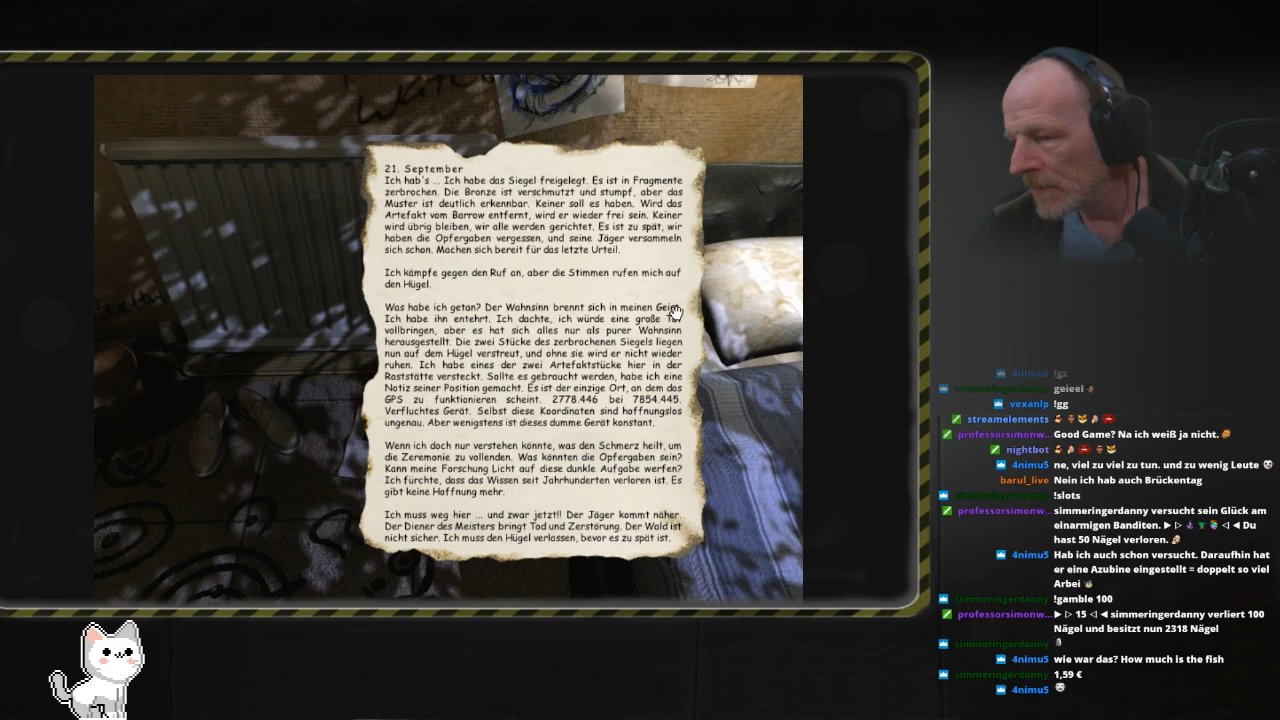 21. September
Ich hab's ... Ich habe das Siegel freigelegt. Es ist in Fragmente
zerbrochen. Die Bronze ist verschmutzt und stumpf, aber das
Muster ist deutlich erkennbar. Keiner soll es haben. Wird das
Artefakt vom Barrow entfernt, wird er wieder frei sein. Keiner
wird übrig bleiben, wir alle werden gerichtet. Es ist zu spät, wir
haben die Opfergaben vergessen, und seine Jäger versammeln
sich schon. Machen sich bereit für das letzte Urteil.
Ich kämpfe gegen den Ruf an, aber die Stimmen rufen mich auf
den Hügel.
Was habe ich getan? Der Wahnsinn brennt sich in meinen
Ich habe ihn entehrt. Ich dachte, ich würde eine große
vollbringen, aber es hat sich alles nur als purer Wahnsinn
herausgestellt. Die zwei Stücke des zerbrochenen Siegels liegen
nun auf dem Hügel verstreut, und ohne sie wird er nicht wieder
ruhen. Ich habe eines der zwei Artefaktstücke hier in der
Raststätte versteckt. Sollte es gebraucht werden, habe ich eine
Notiz seiner Position gemacht. Es ist der einzige Ort, an dem das
GPS zu funktionieren scheint. 2778.446 bei 7854.445.
Verfluchtes Gerät. Selbst diese Koordinaten sind hoffnungslos
ungenau. Aber wenigstens ist dieses dumme Gerät konstant.
Wenn ich doch nur verstehen könnte, was den Schmerz heilt, um
die Zeremonie zu vollenden. Was könnten die Opfergaben sein?
Kann meine Forschung Licht auf diese dunkle Aufgabe werfen?
Ich fürchte, dass das Wissen seit Jahrhunderten verloren ist. Es
gibt keine Hoffnung mehr.
Ich muss weg hier ... und zwar jetzt!! Der Jäger kommt näher.
Der Diener des Meisters bringt Tod und Zerstörung. Der Wald ist
nicht sicher. Ich muss den Hügel verlassen, bevor es zu spät ist.
4nimu5 !gz
simmeringerdanny geieel
vexanlp !gg
streamelements
professorsimonw... Good Game? Na ich weiß ja nicht.
nightbot
4nimu5 ne, viel zu viel zu tun. und zu wenig Leute
barul_live Nein ich hab auch Brückentag
simmeringerdanny !slots
professorsimonw... simmeringerdanny versucht sein Glück am
einarmigen Banditen. ▶ ▷ ◁ ◀ Du
hast 50 Nägel verloren.
4nimu5 Hab ich auch schon versucht. Daraufhin hat
er eine Azubine eingestellt = doppelt so viel
Arbei
simmeringerdanny !gamble 100
professorsimonw... ▶ ▷ 15 ◁ ◀ simmeringerdanny verliert 100
Nägel und besitzt nun 2318 Nägel
simmeringerdanny
4nimu5 wie war das? How much is the fish
simmeringerdanny 1,59 €
4nimu5